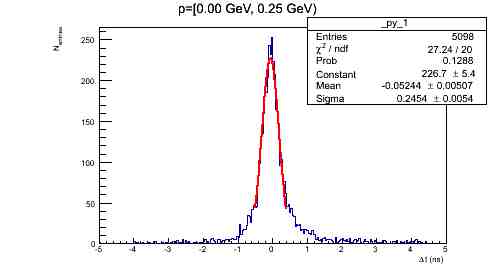 p=[0.00 GeV, 0.25 GeV)
_py_1
Entries 5098
χ² / ndf 27.24 / 20
Prob 0.1288
Constant 226.7 ± 5.4
Mean -0.05244 ± 0.00507
Sigma 0.2454 ± 0.0054
N_entries
250
200
150
100
50
0
-5 -4 -3 -2 -1 0 1 2 3 4 5
Δt (ns)